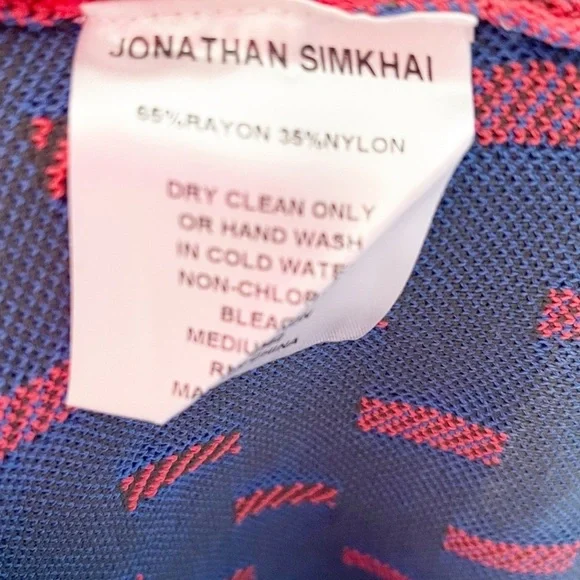 JONATHAN SIMKHAI
65%RAYON 35%NYLON
DRY CLEAN ONLY
OR HAND WASH
IN COLD WATE
NON-CHLOR
BLEAC
MEDIU
MA